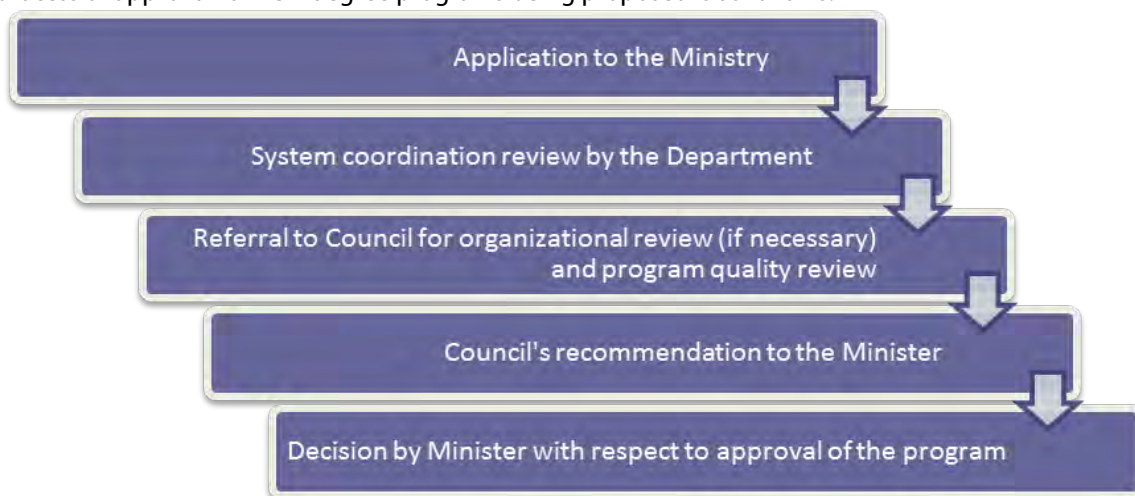 Application to the Ministry
System coordination review by the Department
Referral to Council for organizational review (if necessary)
and program quality review
Council's recommendation to the Minister
Decision by Minister with respect to approval of the program